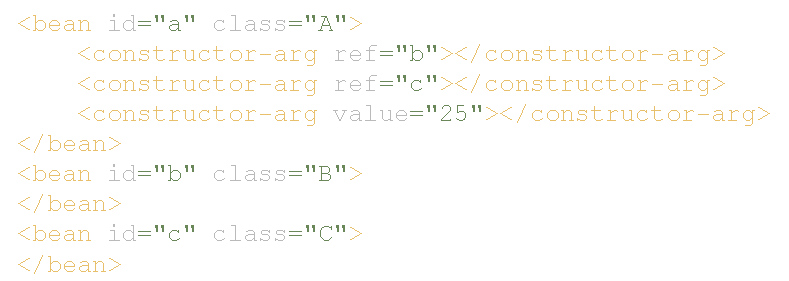 <bean id="a" class="A">
    <constructor-arg ref="b"></constructor-arg>
    <constructor-arg ref="c"></constructor-arg>
    <constructor-arg value="25"></constructor-arg>
</bean>
<bean id="b" class="B">
</bean>
<bean id="c" class="C">
</bean>